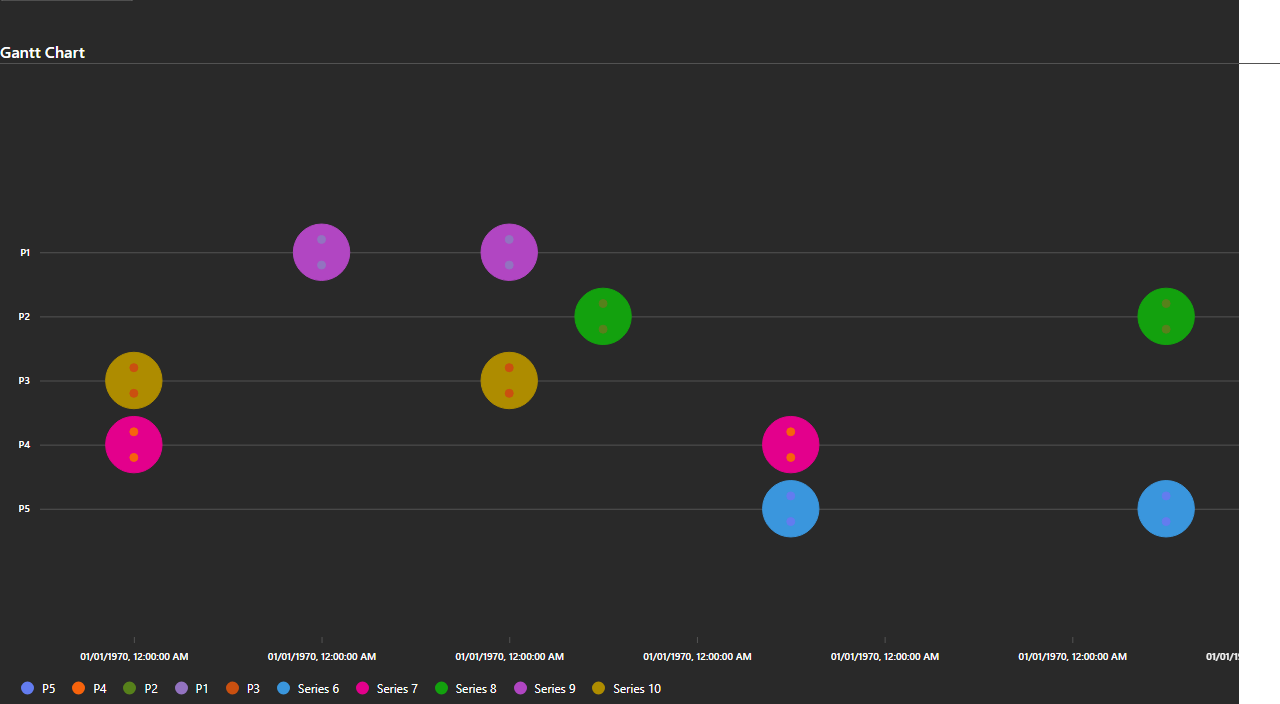 Gantt Chart
P1
P2
P3
P4
P5
01/01/1970, 12:00:00 AM 01/01/1970, 12:00:00 AM 01/01/1970, 12:00:00 AM 01/01/1970, 12:00:00 AM 01/01/1970, 12:00:00 AM 01/01/1970, 12:00:00 AM 01/01/1
P5 P4 P2 P1 P3 Series 6 Series 7 Series 8 Series 9 Series 10